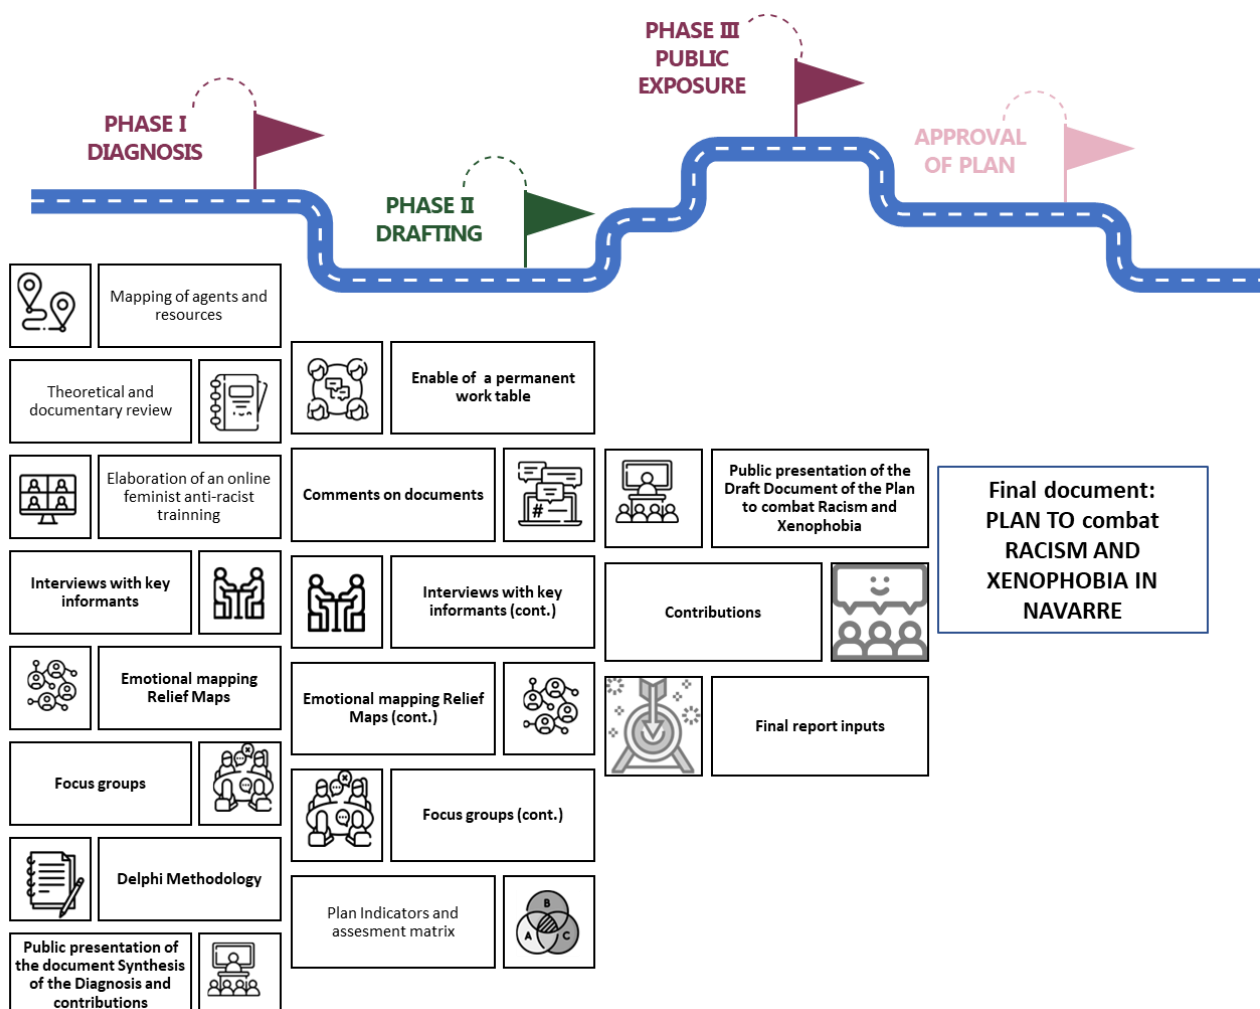 PHASE III
PUBLIC
EXPOSURE
PHASE I
DIAGNOSIS
APPROVAL
OF PLAN
PHASE II
DRAFTING
Mapping of agents and
resources
Theoretical and
documentary review
Elaboration of an online
feminist anti-racist
trainning
Interviews with key
informants
Emotional mapping
Relief Maps
Focus groups
Delphi Methodology
Public presentation of
the document Synthesis
of the Diagnosis and
contributions
Enable of a permanent
work table
Comments on documents
#
Interviews with key
informants (cont.)
Emotional mapping Relief
Maps (cont.)
Focus groups (cont.)
Plan Indicators and
assesment matrix
B
A
C
Public presentation of the
Draft Document of the Plan
to combat Racism and
Xenophobia
Contributions
Final report inputs
Final document:
PLAN TO combat
RACISM AND
XENOPHOBIA IN
NAVARRE